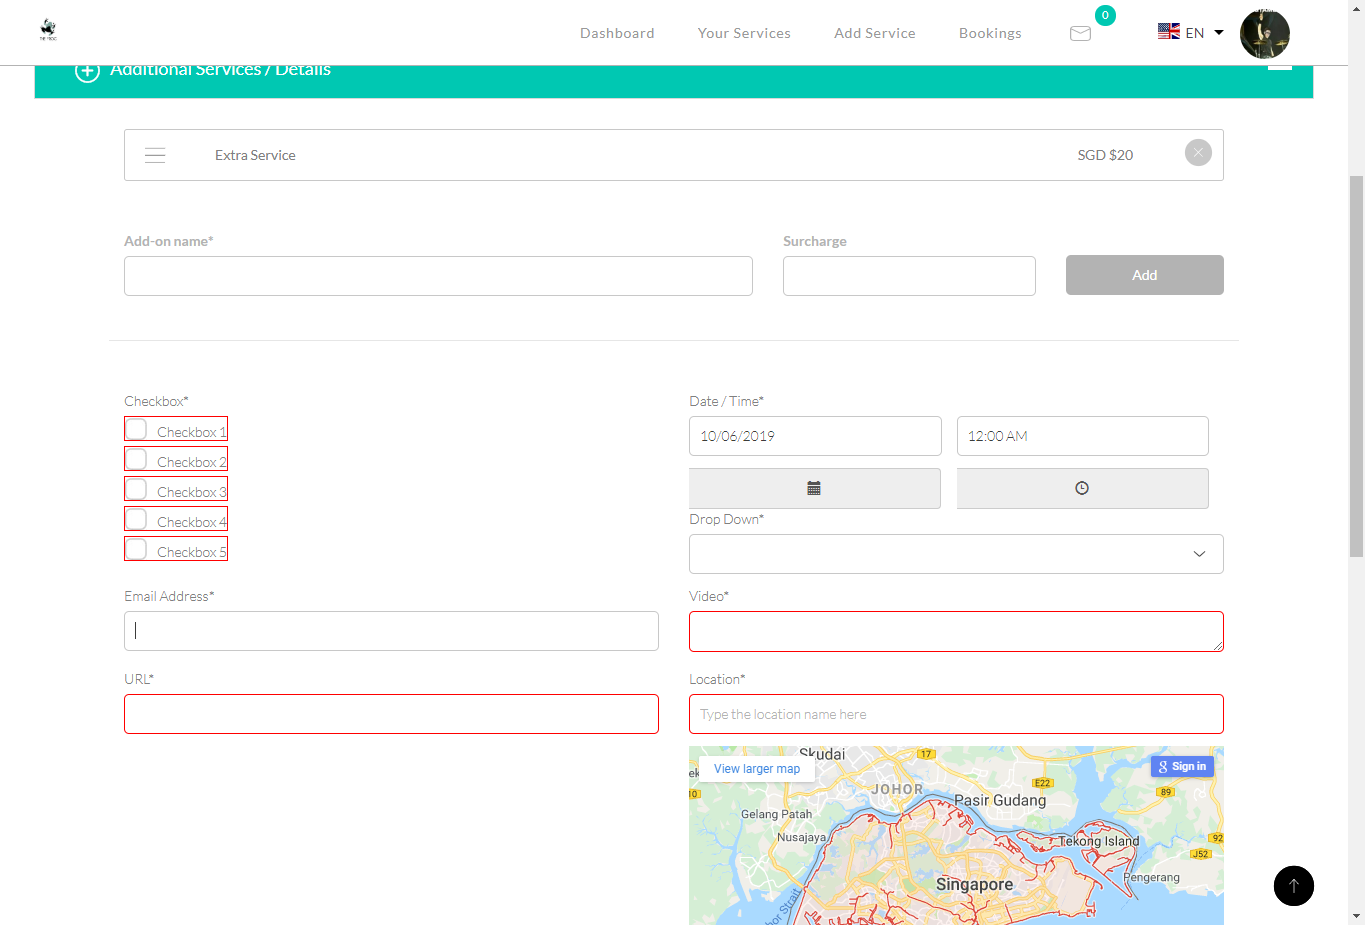 Dashboard
Your Services
Add Service
Bookings
0
EN
Additional Services / Details
Extra Service
SGD $20
Add-on name*
Surcharge
Add
Checkbox*
Checkbox 1
Checkbox 2
Checkbox 3
Checkbox 4
Checkbox 5
Date / Time*
10/06/2019
12:00 AM
Drop Down*
Email Address*
Video*
URL*
Location*
Type the location name here
View larger map
Sign in
Skudai
17
E22
89
10
JOHOR
Pasir Gudang
Gelang Patah
Nusajaya
Tekong Island
92
J52
Pengerang
Singapore
Strait